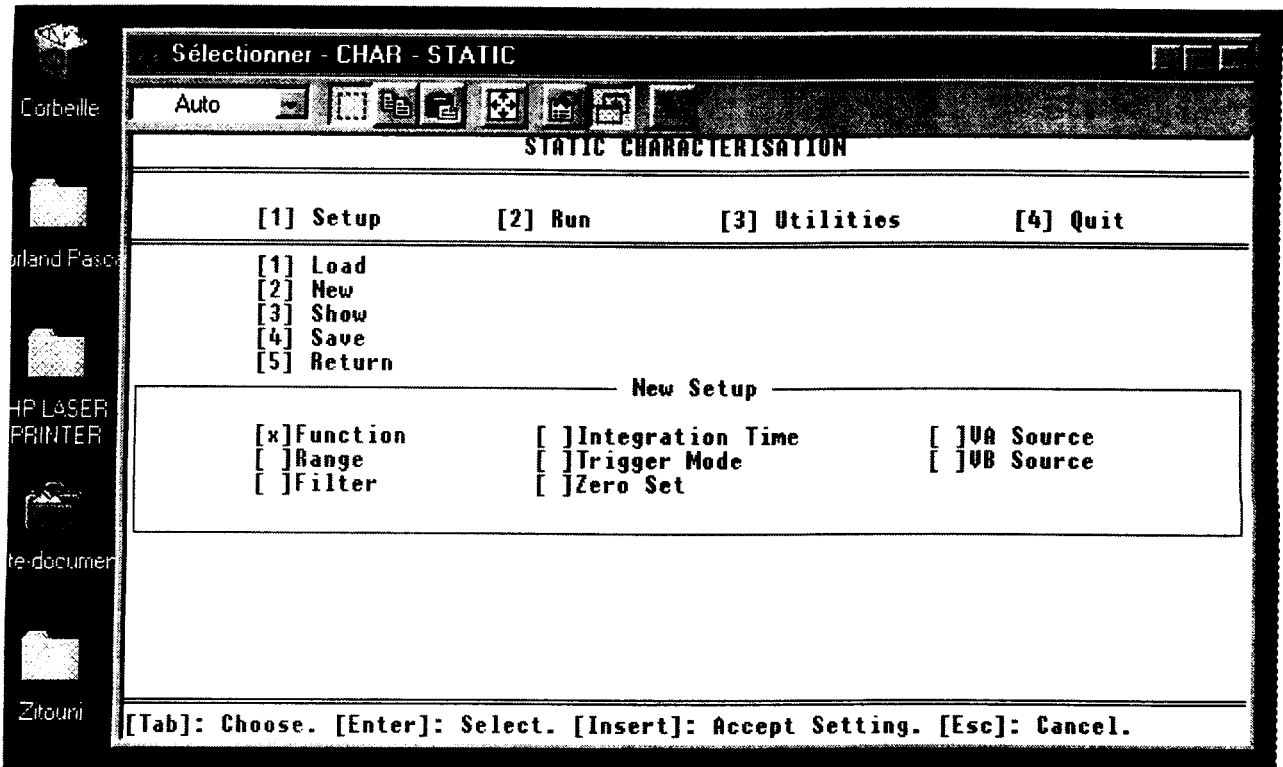 Sélectionner - CHAR - STATIC
Corbeille
Auto
STATIC CHARACTERISATION
[1] Setup [2] Run [3] Utilities [4] Quit
orland Pasca
[1] Load
[2] New
[3] Show
[4] Save
[5] Return
New Setup
HP LASER
PRINTER
[x]Function [ ]Integration Time [ ]VA Source
[ ]Range [ ]Trigger Mode [ ]VB Source
[ ]Filter [ ]Zero Set
te-documen
Zitouni
[Tab]: Choose. [Enter]: Select. [Insert]: Accept Setting. [Esc]: Cancel.